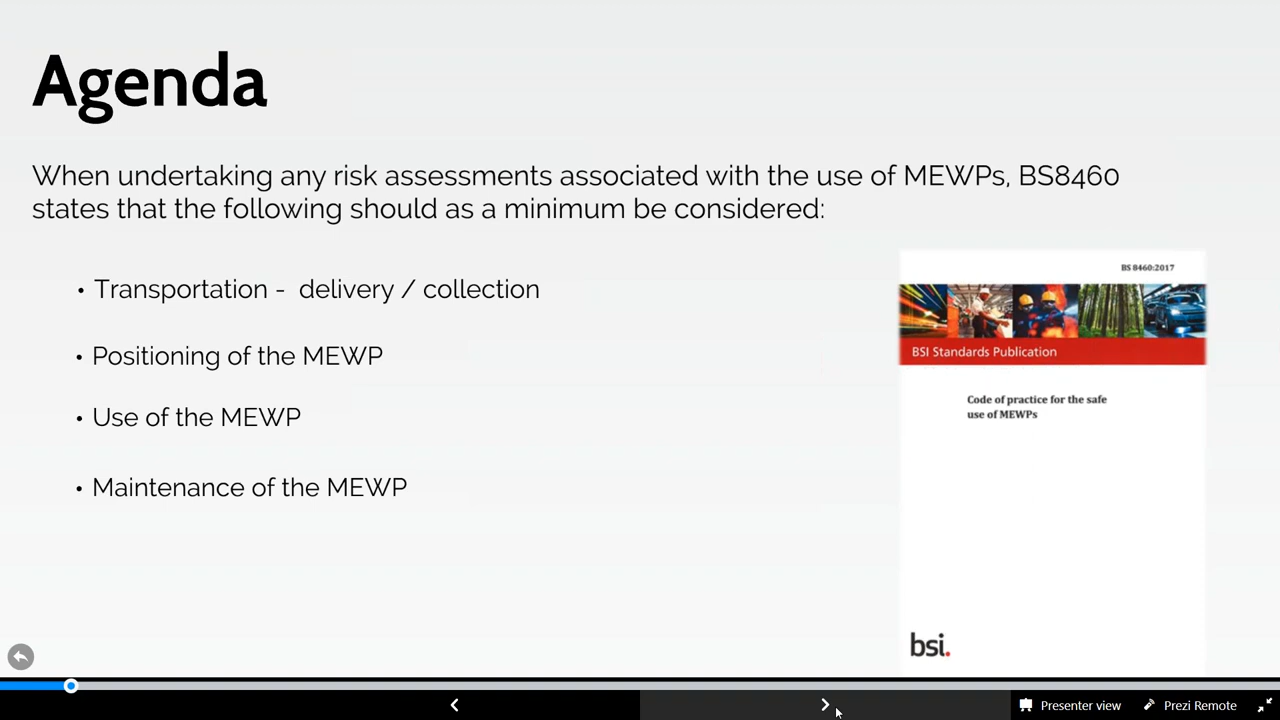 Agenda
When undertaking any risk assessments associated with the use of MEWPs, BS8460
states that the following should as a minimum be considered:
• Transportation - delivery / collection
• Positioning of the MEWP
• Use of the MEWP
• Maintenance of the MEWP
BS 8460:2017
BSI Standards Publication
Code of practice for the safe
use of MEWPs
bsi.
Presenter view
Prezi Remote